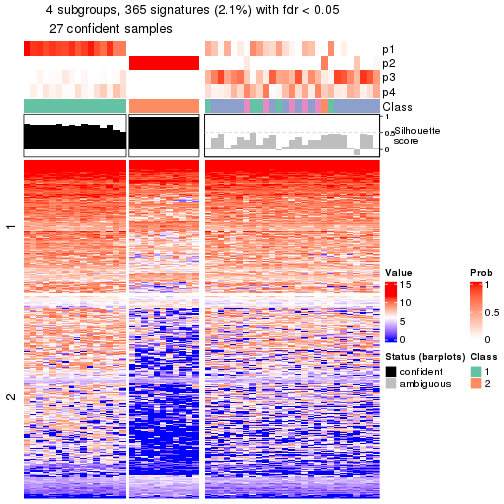 4 subgroups, 365 signatures (2.1%) with fdr < 0.05
27 confident samples
p1
p2
p3
p4
Class
1
0.5
0
Silhouette
score
1
2
Value
15
10
5
0
Prob
1
0.5
0
Status (barplots)
confident
ambiguous
Class
1
2